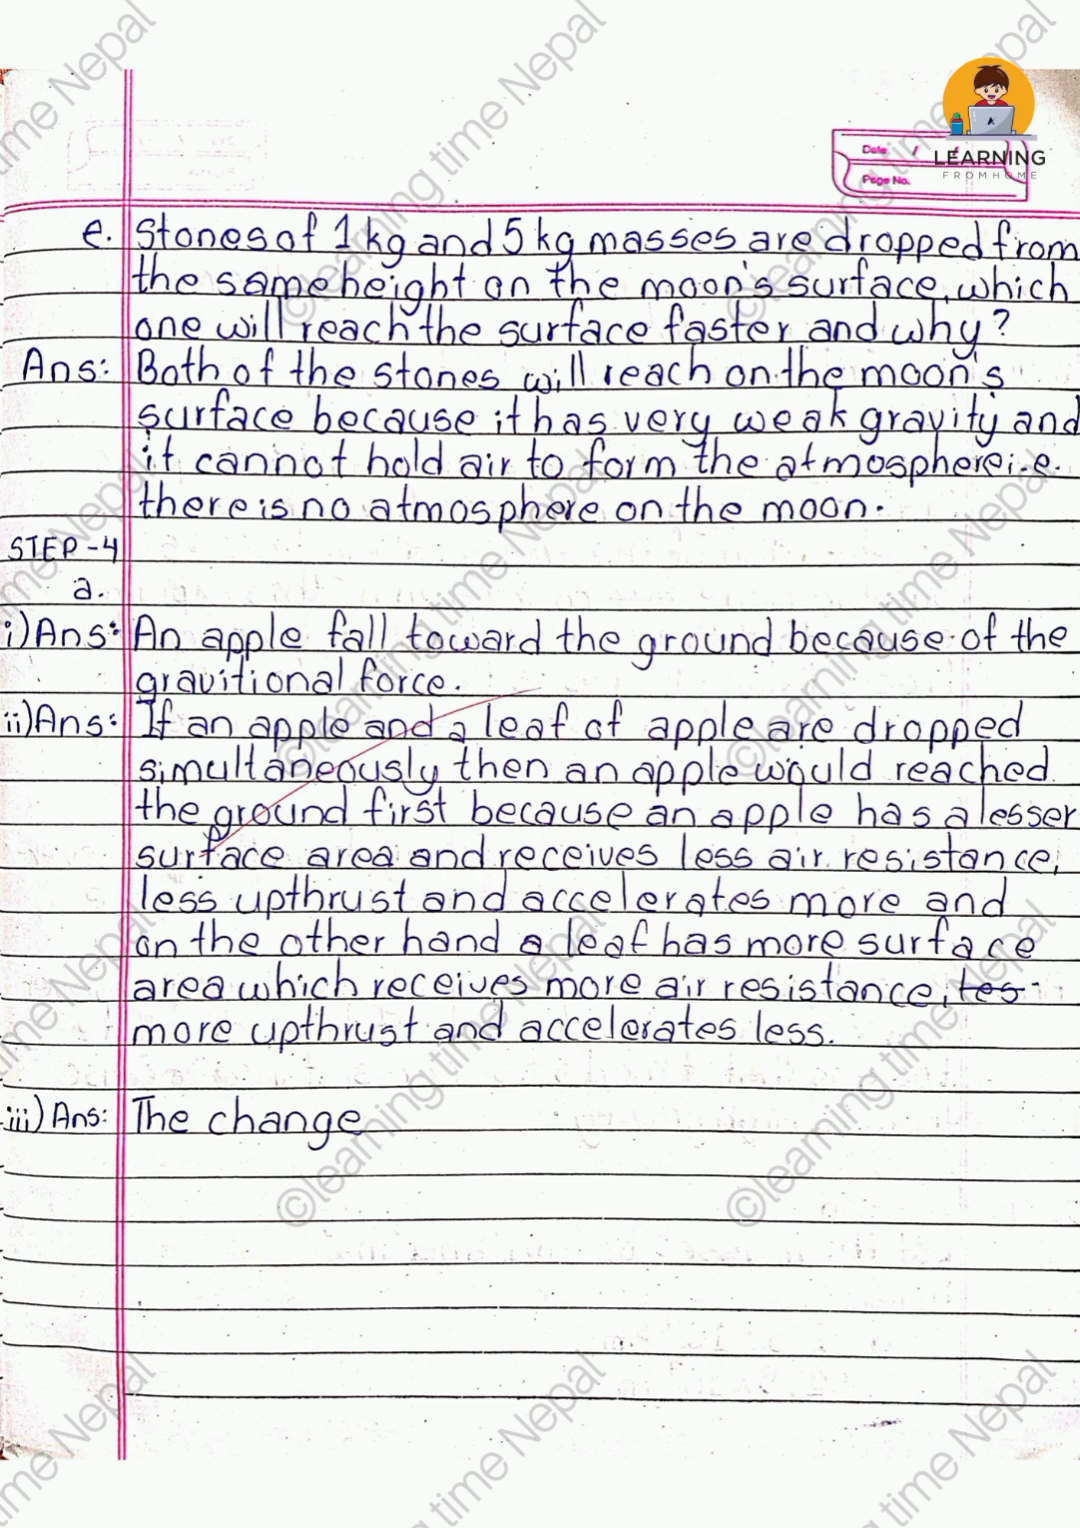 LEARNING
FROM HOME
Date / /
Page No.
e. Stones of 1 kg and 5 kg masses are dropped from
the same height on the moon's surface, which
one will reach the surface faster and why?
Ans: Both of the stones will reach on the moon's
surface because it has very weak gravity and
it cannot hold air to form the atmosphere i.e.
there is no atmosphere on the moon.
STEP-4
a.
i) Ans: An apple fall toward the ground because of the
gravitional force.
ii) Ans: If an apple and a leaf of apple are dropped
simultaneously then an apple would reached
the ground first because an apple has a lesser
surface area and receives less air resistance,
less upthrust and accelerates more and
on the other hand a leaf has more surface
area which receives more air resistance, tes
more upthrust and accelerates less.
iii) Ans: The change
©learning time Nepal